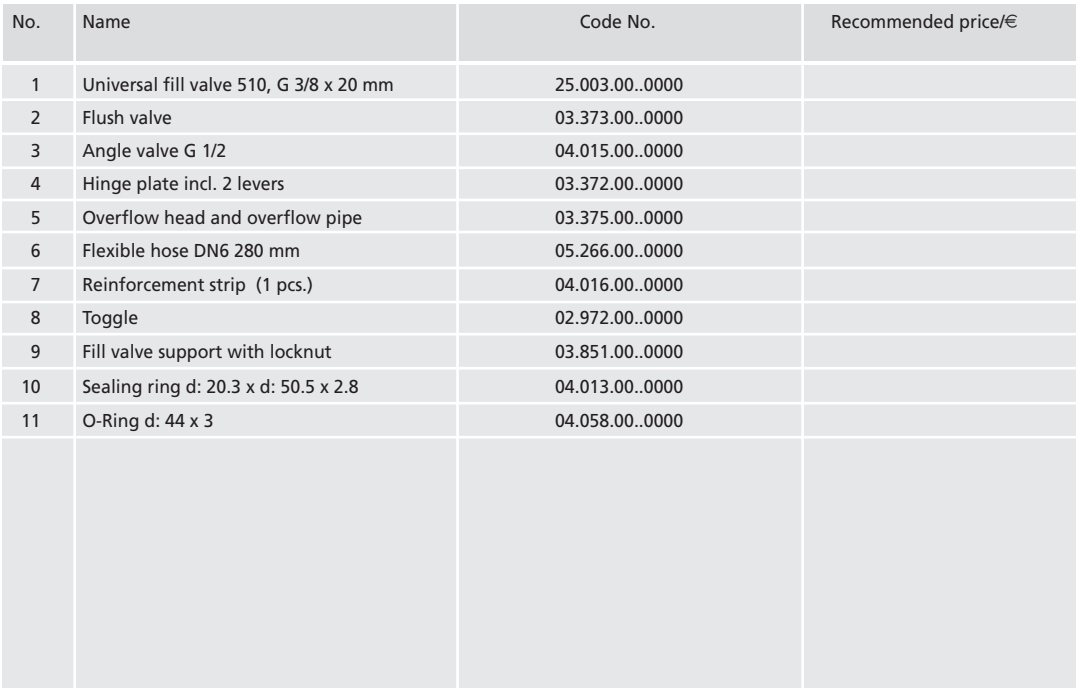 No. Name Code No. Recommended price/€
1 Universal fill valve 510, G 3/8 x 20 mm 25.003.00..0000
2 Flush valve 03.373.00..0000
3 Angle valve G 1/2 04.015.00..0000
4 Hinge plate incl. 2 levers 03.372.00..0000
5 Overflow head and overflow pipe 03.375.00..0000
6 Flexible hose DN6 280 mm 05.266.00..0000
7 Reinforcement strip (1 pcs.) 04.016.00..0000
8 Toggle 02.972.00..0000
9 Fill valve support with locknut 03.851.00..0000
10 Sealing ring d: 20.3 x d: 50.5 x 2.8 04.013.00..0000
11 O-Ring d: 44 x 3 04.058.00..0000